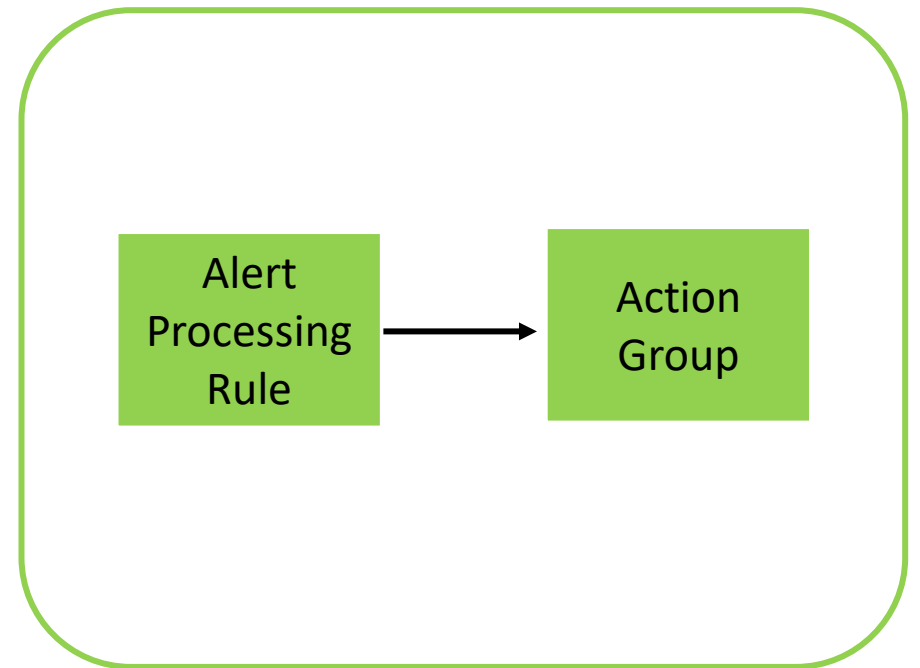 Alert
Processing
Rule
Action
Group